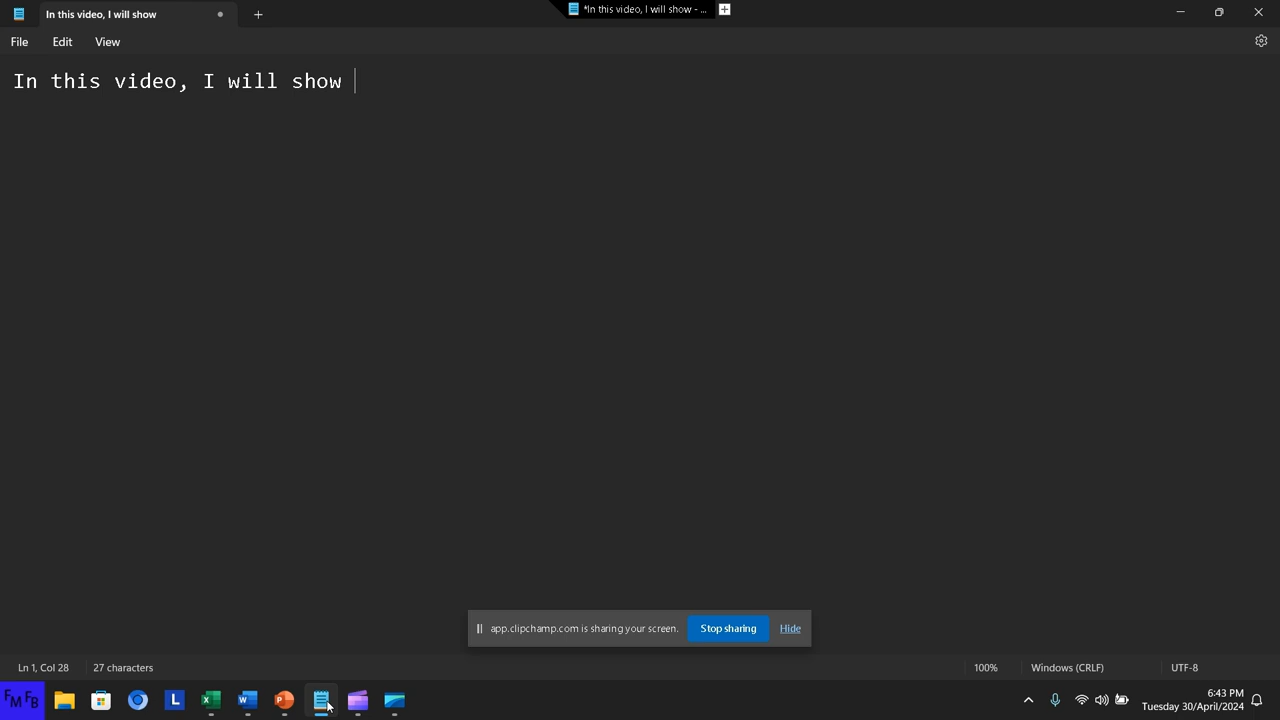 In this video, I will show
*In this video, I will show - ...
File Edit View
In this video, I will show
app.clipchamp.com is sharing your screen. Stop sharing Hide
Ln 1, Col 28 27 characters 100% Windows (CRLF) UTF-8
FM FB L X W P 6:43 PM
Tuesday 30/April/2024